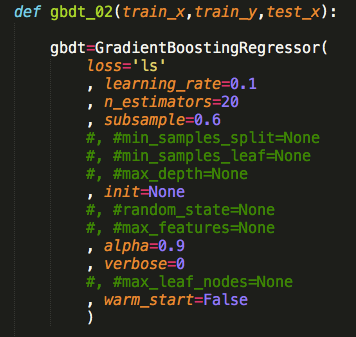 def gbdt_02(train_x,train_y,test_x):
gbdt=GradientBoostingRegressor(
loss='ls'
, learning_rate=0.1
, n_estimators=20
, subsample=0.6
#, #min_samples_split=None
#, #min_samples_leaf=None
#, #max_depth=None
, init=None
#, #random_state=None
#, #max_features=None
, alpha=0.9
, verbose=0
#, #max_leaf_nodes=None
, warm_start=False
)